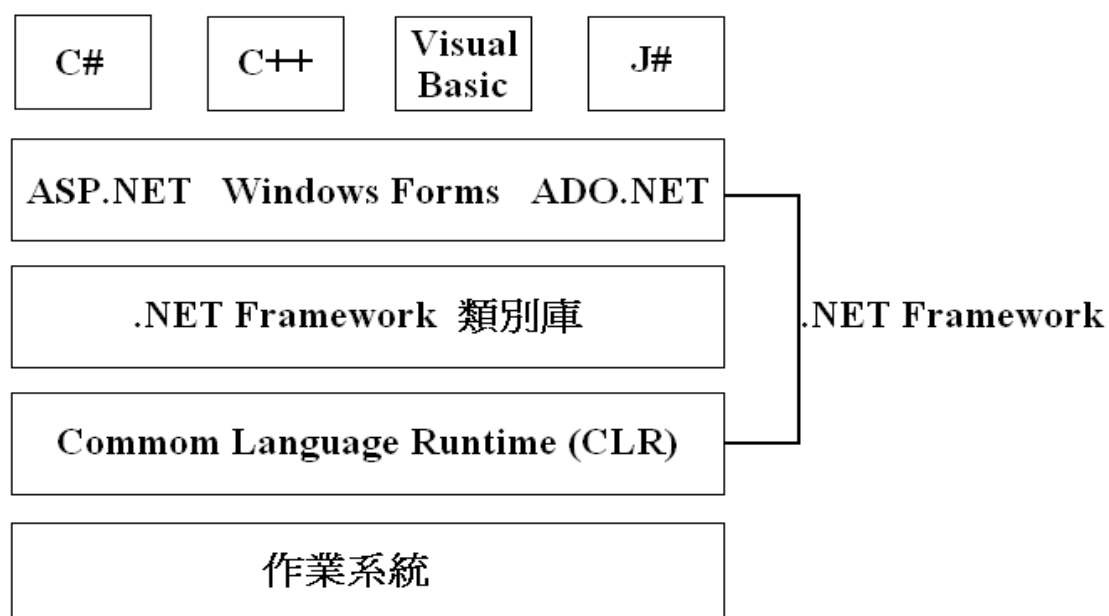 C#
C++
Visual
Basic
J#
ASP.NET Windows Forms ADO.NET
.NET Framework 類別庫
.NET Framework
Commom Language Runtime (CLR)
作業系統